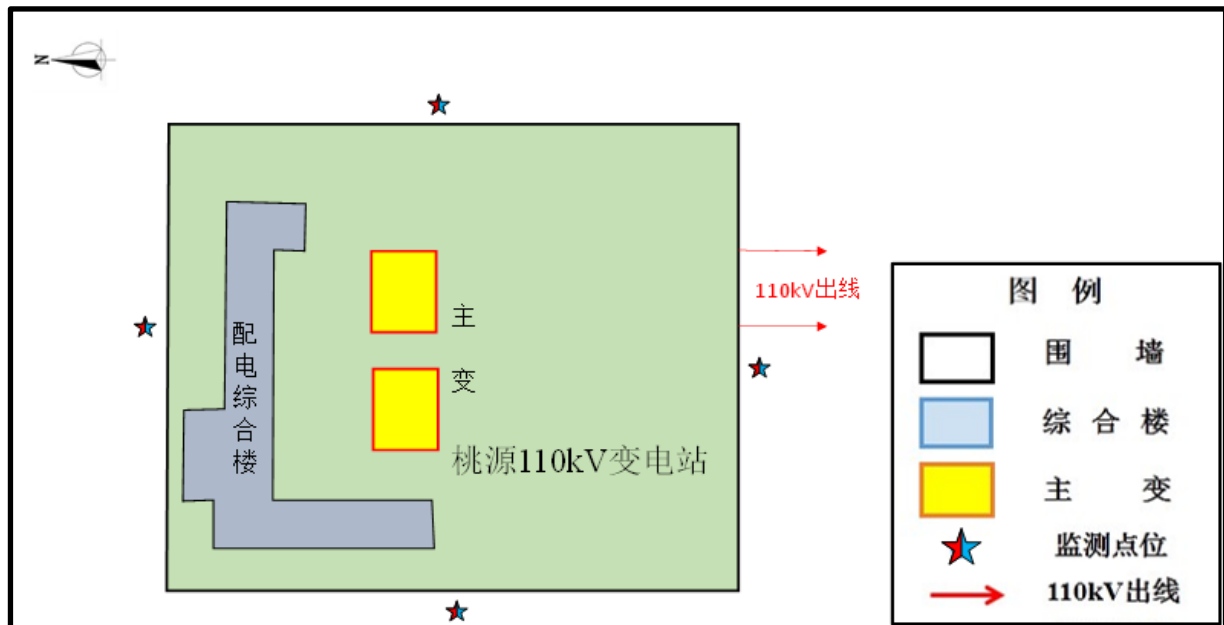 N
110kV出线
主
变
配电综合楼
桃源110kV变电站
图 例
围 墙
综 合 楼
主 变
监测点位
110kV出线